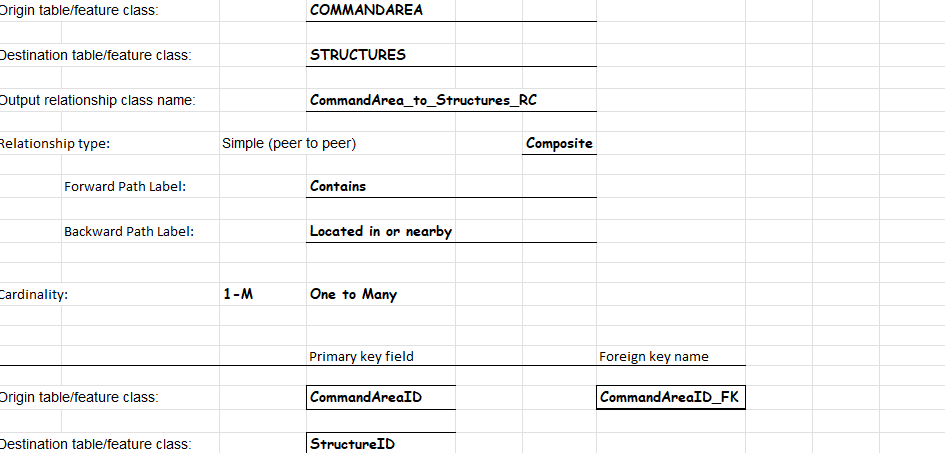 Origin table/feature class: COMMANDAREA
Destination table/feature class: STRUCTURES
Output relationship class name: CommandArea_to_Structures_RC
Relationship type: Simple (peer to peer) Composite
Forward Path Label: Contains
Backward Path Label: Located in or nearby
Cardinality: 1-M One to Many
Primary key field Foreign key name
Origin table/feature class: CommandAreaID CommandAreaID_FK
Destination table/feature class: StructureID